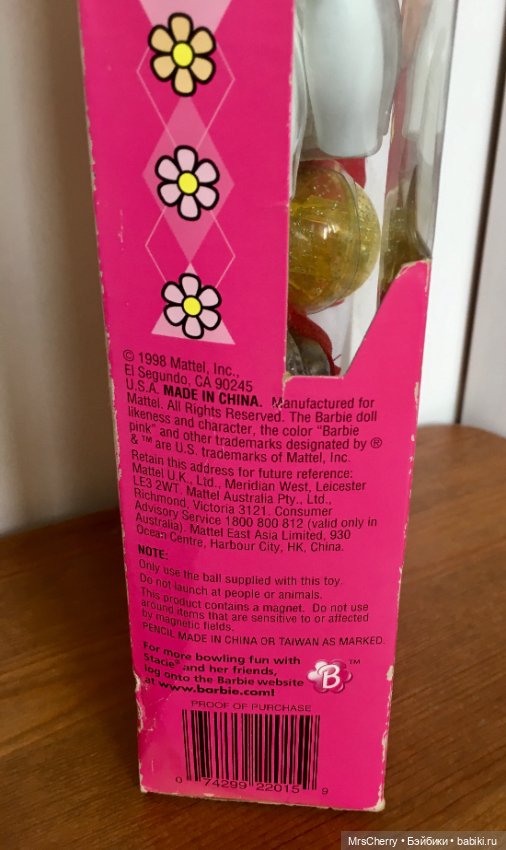 © 1998 Mattel, Inc.,
El Segundo, CA 90245
U.S.A. MADE IN CHINA. Manufactured for
Mattel. All Rights Reserved. The Barbie doll
likeness and character, the color "Barbie
pink" and other trademarks designated by ®
& ™ are U.S. trademarks of Mattel, Inc.
Retain this address for future reference:
Mattel U.K., Ltd., Meridian West, Leicester
LE3 2WT. Mattel Australia Pty., Ltd.,
Richmond, Victoria 3121. Consumer
Advisory Service 1800 800 812 (valid only in
Australia). Mattel East Asia Limited, 930
Ocean Centre, Harbour City, HK, China.
NOTE:
Only use the ball supplied with this toy.
Do not launch at people or animals.
This product contains a magnet. Do not use
around items that are sensitive to or affected
by magnetic fields.
PENCIL MADE IN CHINA OR TAIWAN AS MARKED.
For more bowling fun with
Stacie® and her friends,
log onto the Barbie website
at www.barbie.com!
B™
PROOF OF PURCHASE
0 74299 22015 9
MrsCherry • Бэйбики • babiki.ru